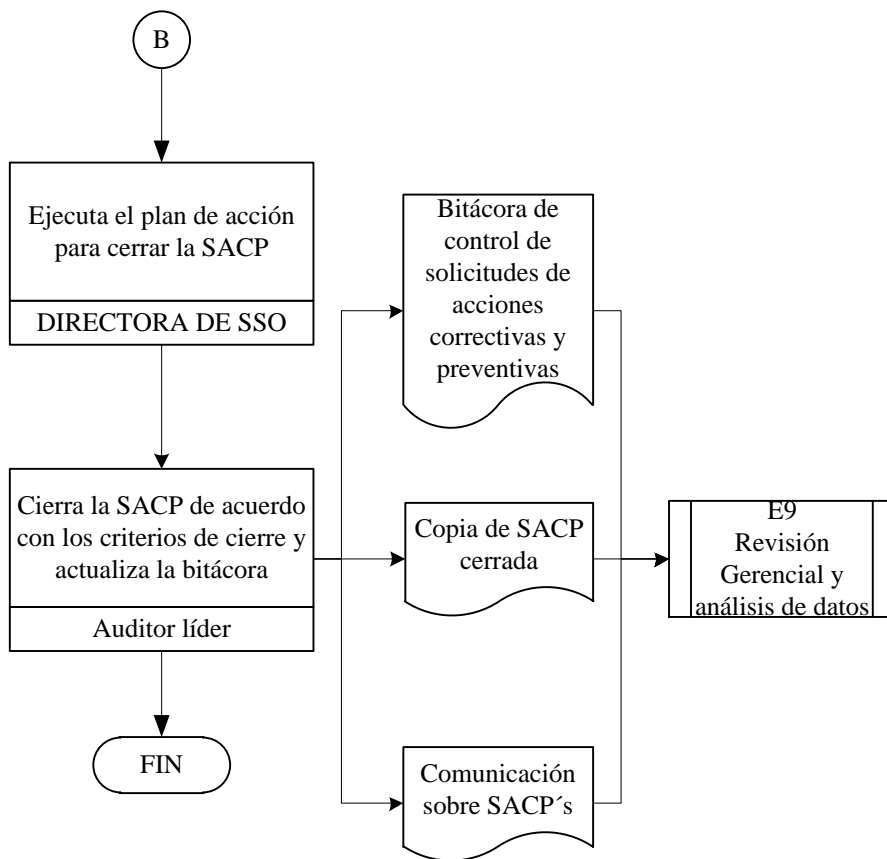 B
Ejecuta el plan de acción
para cerrar la SACP
DIRECTORA DE SSO
Bitácora de
control de
solicitudes de
acciones
correctivas y
preventivas
Cierra la SACP de acuerdo
con los criterios de cierre y
actualiza la bitácora
Auditor líder
Copia de SACP
cerrada
E9
Revisión
Gerencial y
análisis de datos
FIN
Comunicación
sobre SACP´s